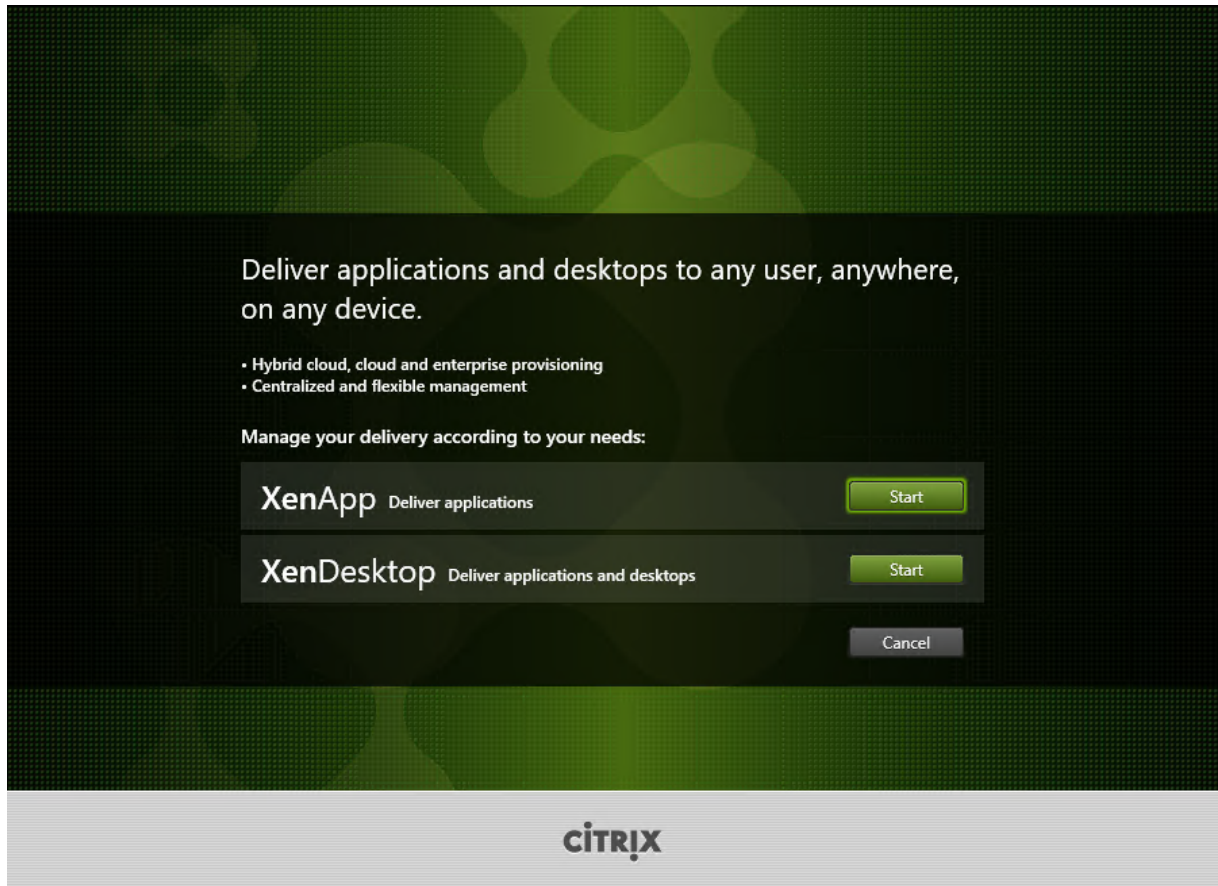 Deliver applications and desktops to any user, anywhere,
on any device.
• Hybrid cloud, cloud and enterprise provisioning
• Centralized and flexible management
Manage your delivery according to your needs:
XenApp Deliver applications Start
XenDesktop Deliver applications and desktops Start
Cancel
CİTRIX